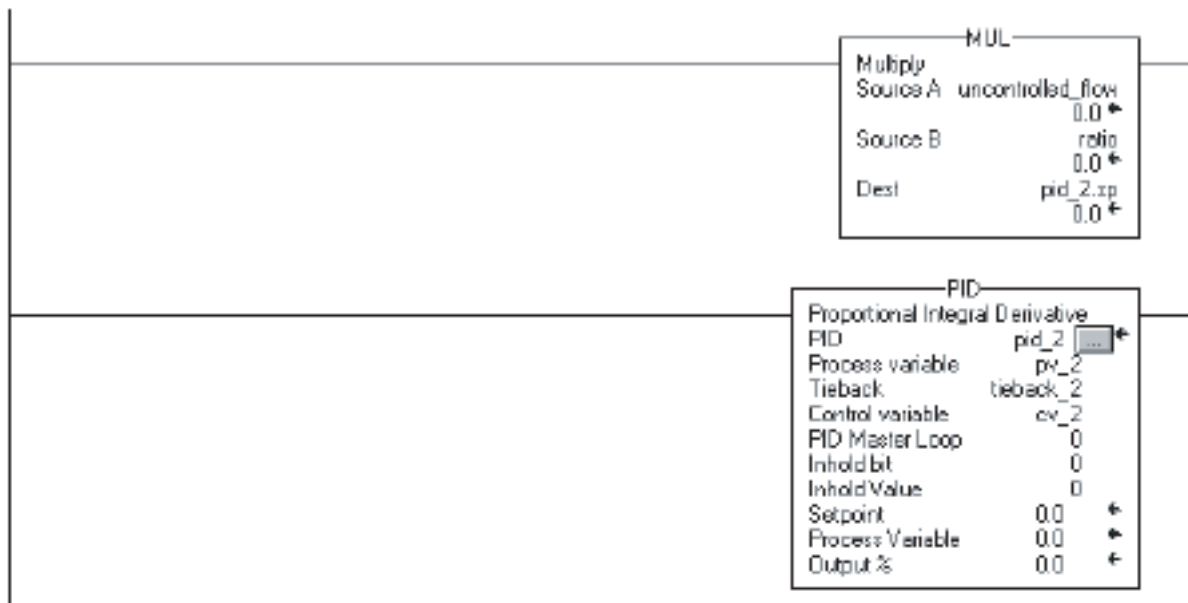 MUL
Multiply
Source A uncontrolled_flow
0.0
Source B ratio
0.0
Dest pid_2.sp
0.0
PID
Proportional Integral Derivative
PID pid_2 ...
Process variable pv_2
Tieback tieback_2
Control variable cv_2
PID Master Loop 0
Inhold bit 0
Inhold Value 0
Setpoint 0.0
Process Variable 0.0
Output % 0.0